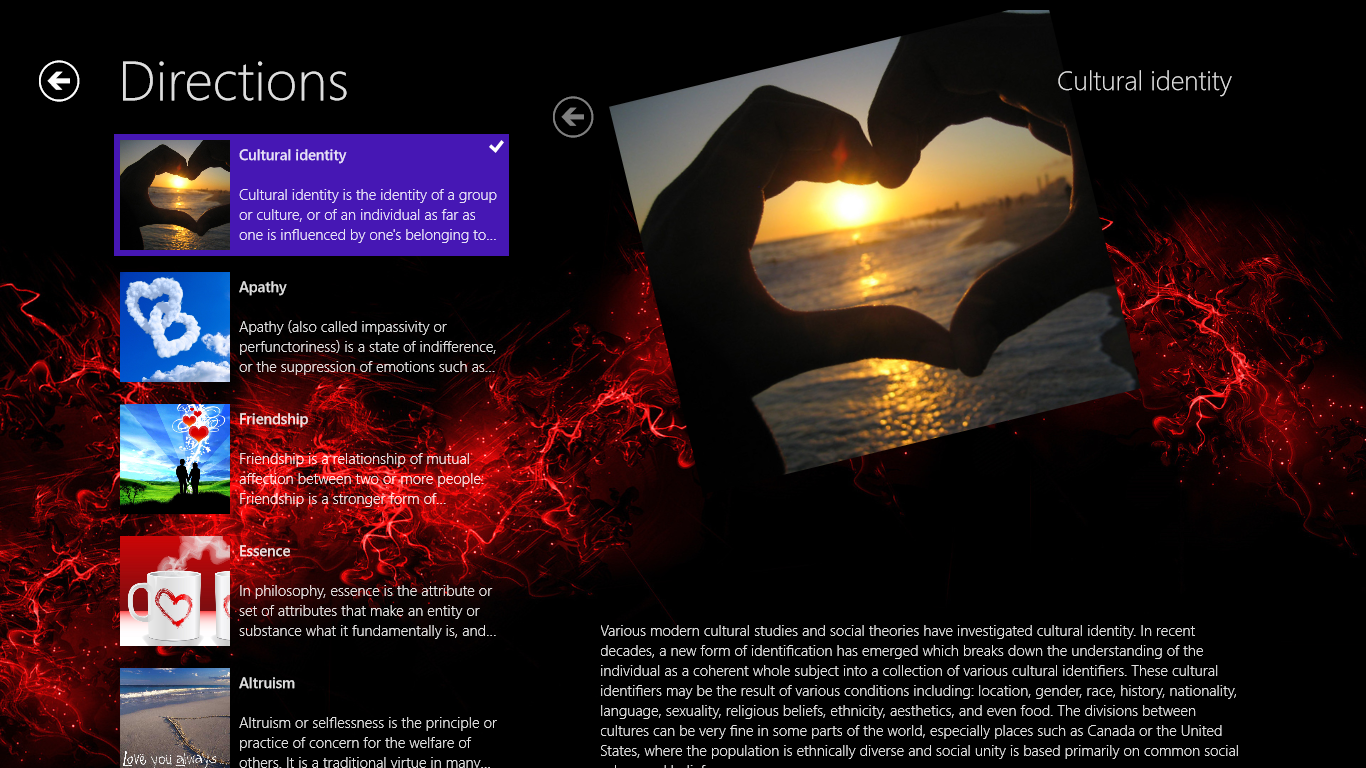 Directions
Cultural identity
Cultural identity is the identity of a group
or culture, or of an individual as far as
one is influenced by one's belonging to...
Apathy
Apathy (also called impassivity or
perfunctoriness) is a state of indifference,
or the suppression of emotions such as...
Friendship
Friendship is a relationship of mutual
affection between two or more people.
Friendship is a stronger form of...
Essence
In philosophy, essence is the attribute or
set of attributes that make an entity or
substance what it fundamentally is, and...
Altruism
Altruism or selflessness is the principle or
practice of concern for the welfare of
others. It is a traditional virtue in many...
Love you always...
Cultural identity
Various modern cultural studies and social theories have investigated cultural identity. In recent
decades, a new form of identification has emerged which breaks down the understanding of the
individual as a coherent whole subject into a collection of various cultural identifiers. These cultural
identifiers may be the result of various conditions including: location, gender, race, history, nationality,
language, sexuality, religious beliefs, ethnicity, aesthetics, and even food. The divisions between
cultures can be very fine in some parts of the world, especially places such as Canada or the United
States, where the population is ethnically diverse and social unity is based primarily on common social